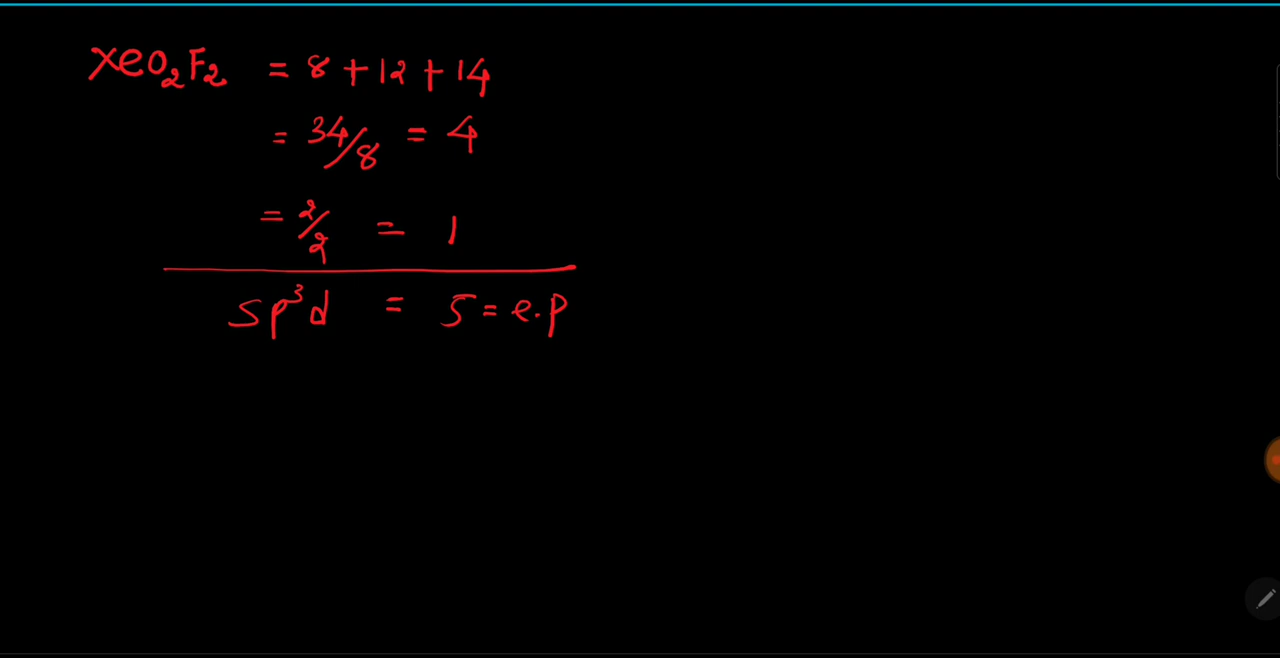 XeO₂F₂ = 8 + 12 + 14
= 34/8 = 4
= 2/2 = 1
sp³d = 5 = e.p